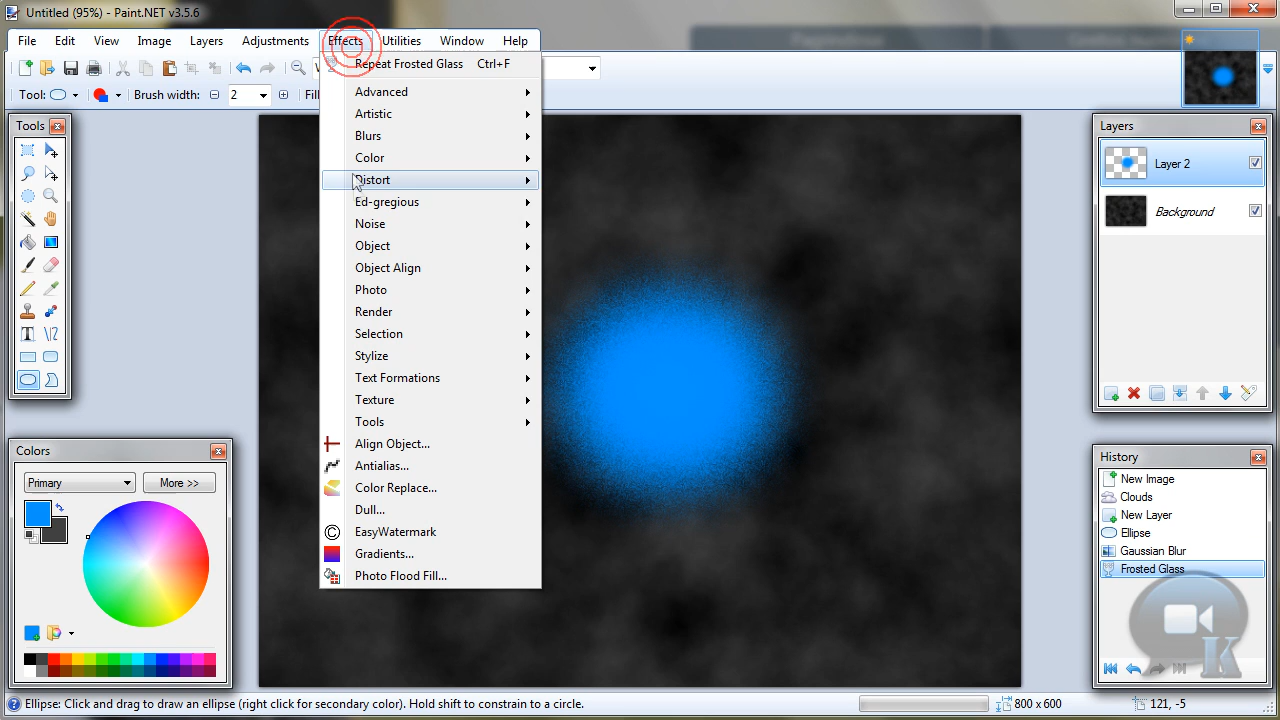 Untitled (95%) - Paint.NET v3.5.6
File Edit View Image Layers Adjustments Effects Utilities Window Help
Tool: Brush width: 2 Fil
Repeat Frosted Glass Ctrl+F
Advanced
Artistic
Blurs
Color
Distort
Ed-gregious
Noise
Object
Object Align
Photo
Render
Selection
Stylize
Text Formations
Texture
Tools
Align Object...
Antialias...
Color Replace...
Dull...
EasyWatermark
Gradients...
Photo Flood Fill...
Tools
Colors
Primary More >>
Layers
Layer 2
Background
History
New Image
Clouds
New Layer
Ellipse
Gaussian Blur
Frosted Glass
K
Ellipse: Click and drag to draw an ellipse (right click for secondary color). Hold shift to constrain to a circle. 800 x 600 121, -5